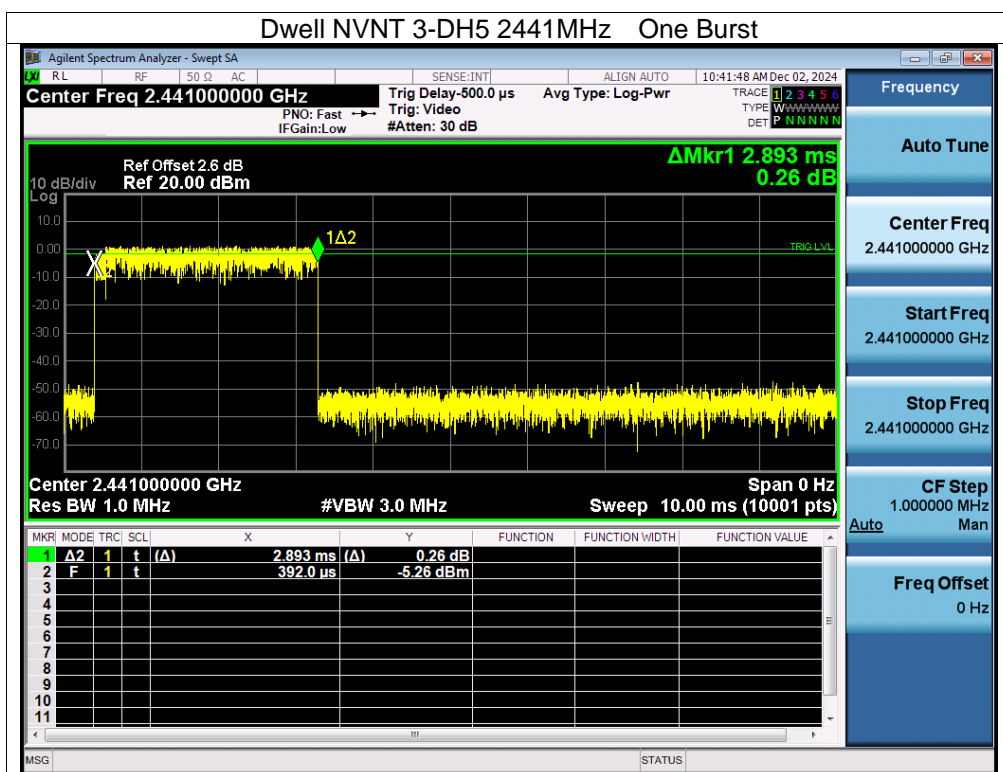 Dwell NVNT 3-DH5 2441MHz One Burst
Agilent Spectrum Analyzer - Swept SA
LXI RL RF 50 Ω AC SENSE:INT ALIGN AUTO 10:41:48 AM Dec 02, 2024
Center Freq 2.441000000 GHz
PNO: Fast
IFGain:Low
Trig Delay-500.0 µs
Trig: Video
#Atten: 30 dB
Avg Type: Log-Pwr
TRACE 1 2 3 4 5 6
TYPE WWWWWW
DET P N N N N N
Ref Offset 2.6 dB
Ref 20.00 dBm
10 dB/div
Log
ΔMkr1 2.893 ms
0.26 dB
10.0
0.00
-10.0
-20.0
-30.0
-40.0
-50.0
-60.0
-70.0
1Δ2
TRIG LVL
Center 2.441000000 GHz Span 0 Hz
Res BW 1.0 MHz #VBW 3.0 MHz Sweep 10.00 ms (10001 pts)
MKR MODE TRC SCL X Y FUNCTION FUNCTION WIDTH FUNCTION VALUE
1 Δ2 1 t (Δ) 2.893 ms (Δ) 0.26 dB
2 F 1 t 392.0 µs -5.26 dBm
3
4
5
6
7
8
9
10
11
MSG STATUS
Frequency
Auto Tune
Center Freq
2.441000000 GHz
Start Freq
2.441000000 GHz
Stop Freq
2.441000000 GHz
CF Step
1.000000 MHz
Auto Man
Freq Offset
0 Hz